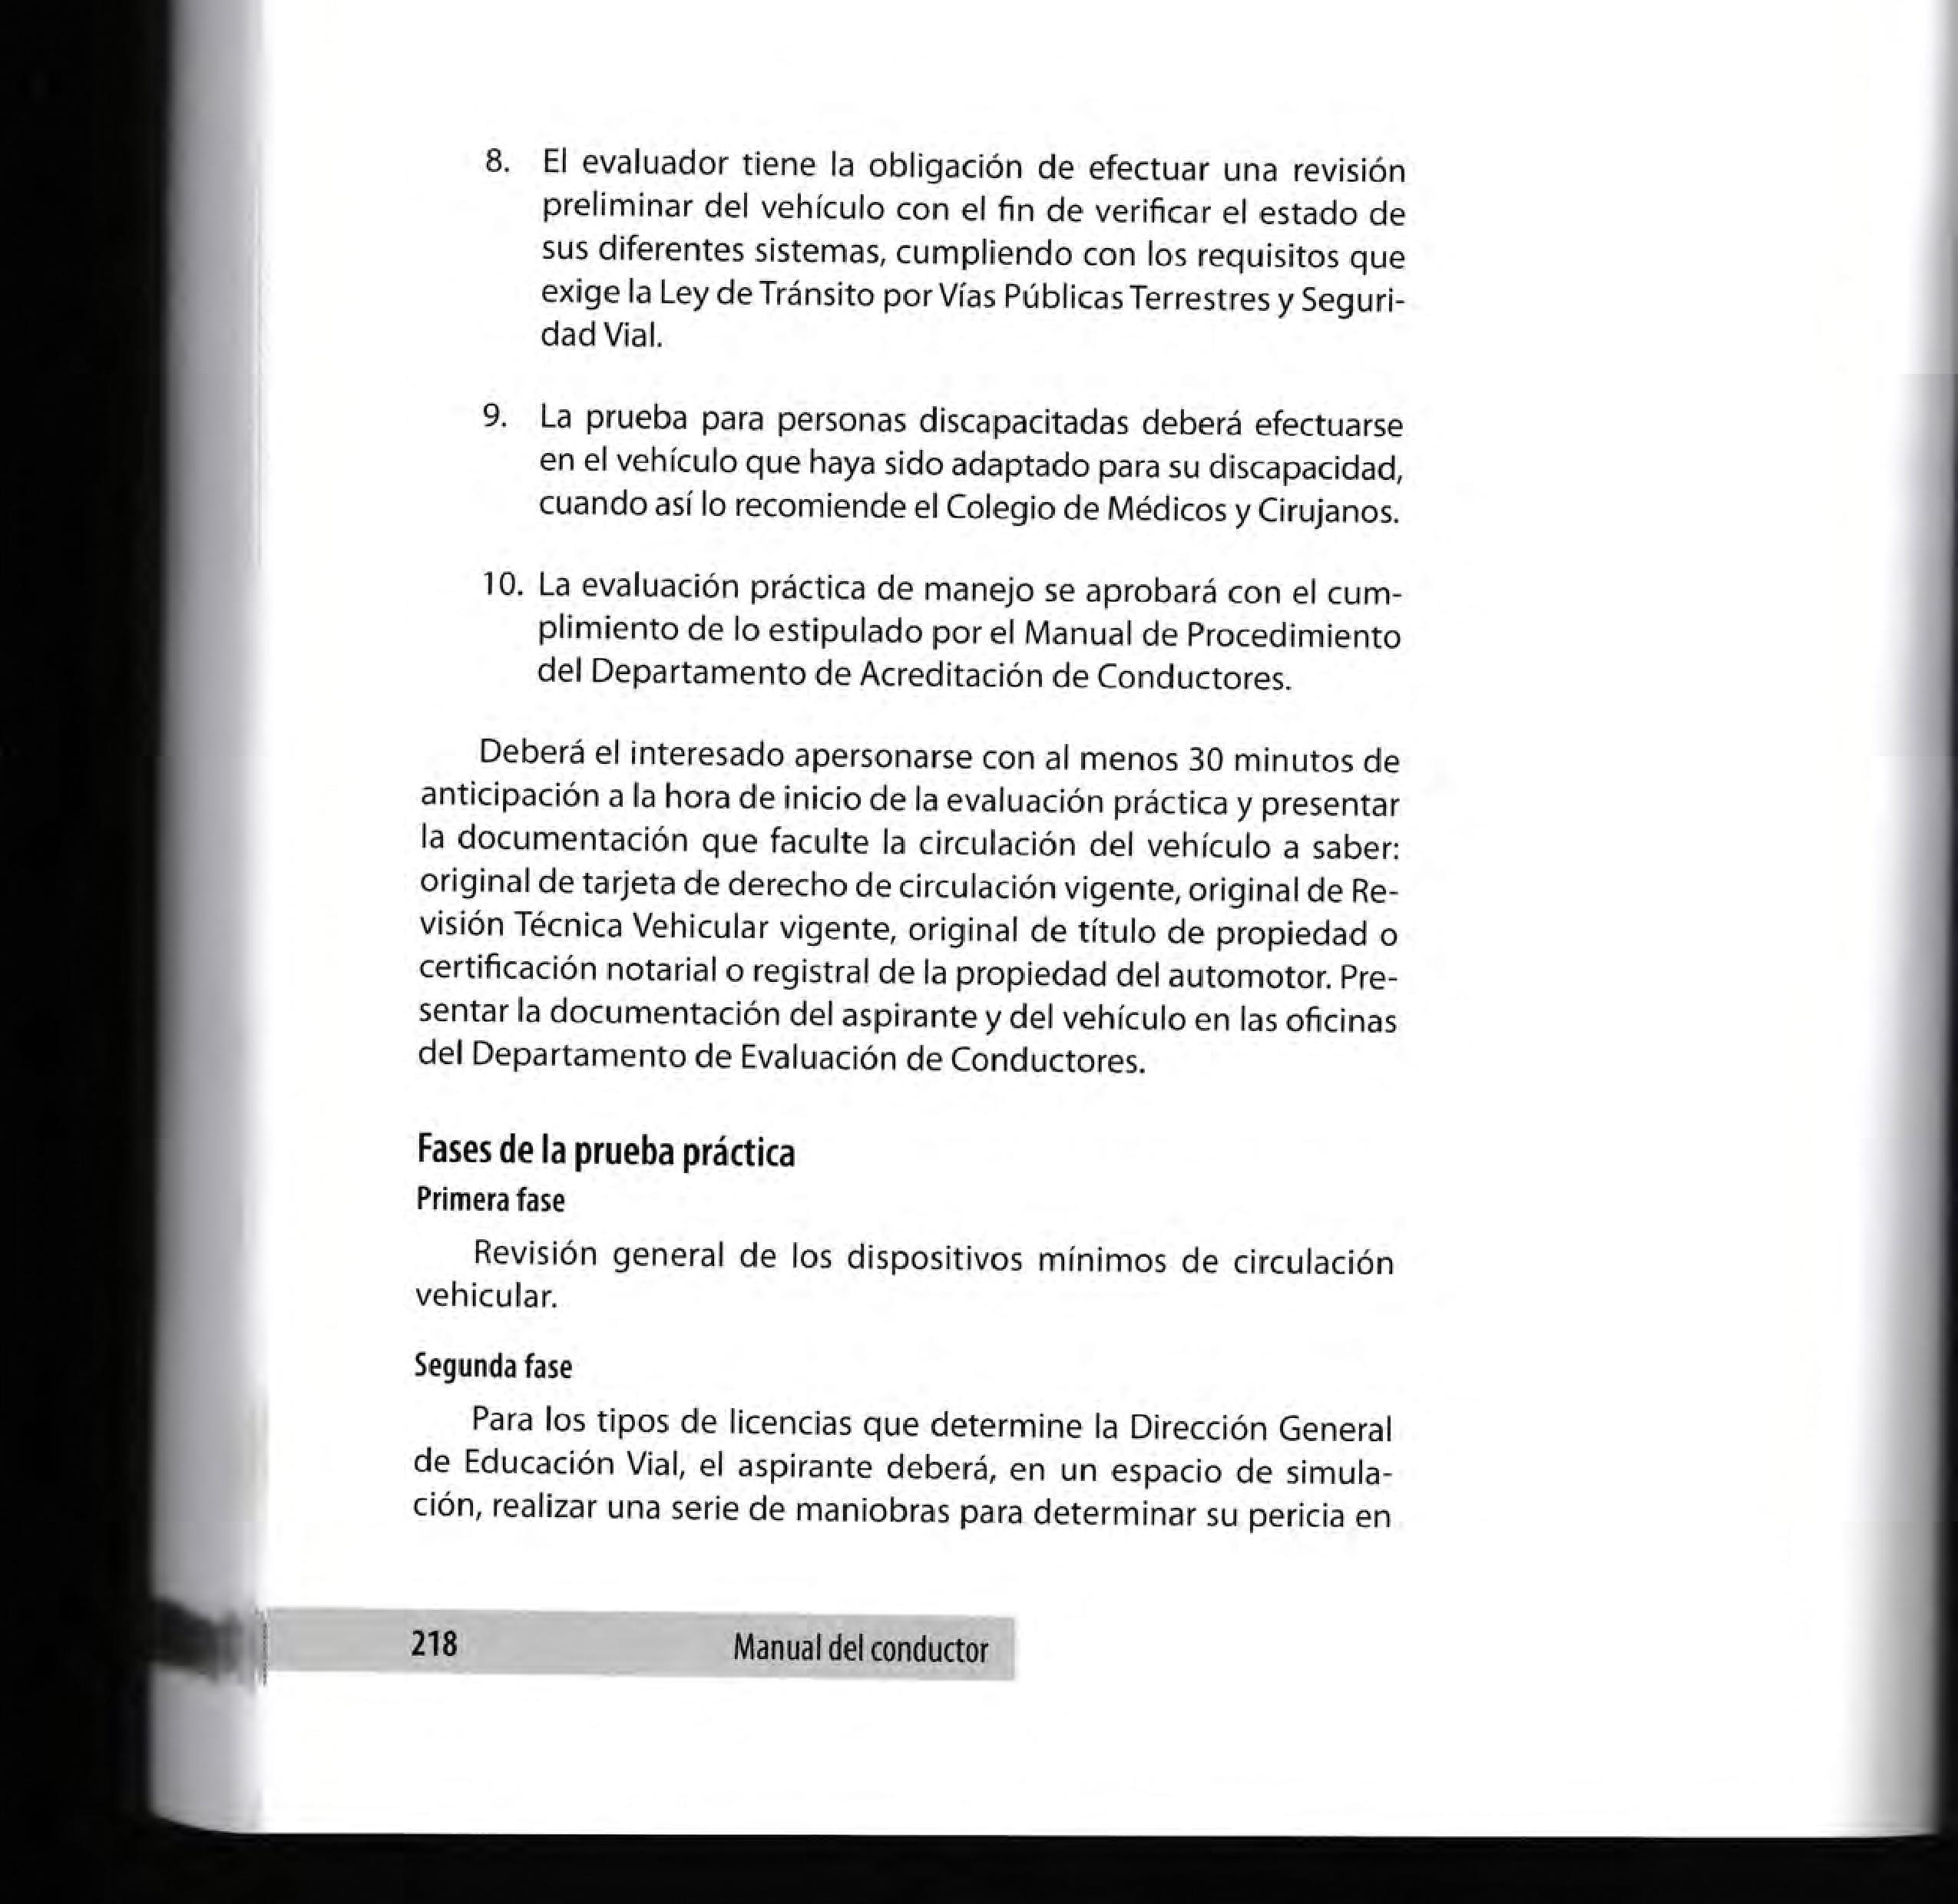 8. El evaluador tiene la obligación de efectuar una revisión
preliminar del vehículo con el fin de verificar el estado de
sus diferentes sistemas, cumpliendo con los requisitos que
exige la Ley de Tránsito por Vías Públicas Terrestres y Seguri-
dad Vial.
9. La prueba para personas discapacitadas deberá efectuarse
en el vehículo que haya sido adaptado para su discapacidad,
cuando así lo recomiende el Colegio de Médicos y Cirujanos.
10. La evaluación práctica de manejo se aprobará con el cum-
plimiento de lo estipulado por el Manual de Procedimiento
del Departamento de Acreditación de Conductores.
Deberá el interesado apersonarse con al menos 30 minutos de
anticipación a la hora de inicio de la evaluación práctica y presentar
la documentación que faculte la circulación del vehículo a saber:
original de tarjeta de derecho de circulación vigente, original de Re-
visión Técnica Vehicular vigente, original de título de propiedad o
certificación notarial o registral de la propiedad del automotor. Pre-
sentar la documentación del aspirante y del vehículo en las oficinas
del Departamento de Evaluación de Conductores.
Fases de la prueba práctica
Primera fase
Revisión general de los dispositivos mínimos de circulación
vehicular.
Segunda fase
Para los tipos de licencias que determine la Dirección General
de Educación Vial, el aspirante deberá, en un espacio de simula-
ción, realizar una serie de maniobras para determinar su pericia en
218 Manual del conductor